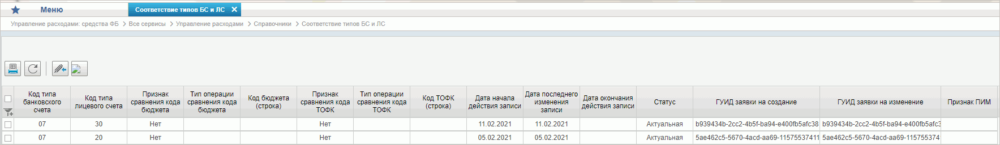 Меню
Соответствие типов БС и ЛС
Управление расходами: средства ФБ > Все сервисы > Управление расходами > Справочники > Соответствие типов БС и ЛС
Код типа банковского счета
Код типа лицевого счета
Признак сравнения кода бюджета
Тип операции сравнения кода бюджета
Код бюджета (строка)
Признак сравнения кода ТОФК
Тип операции сравнения кода ТОФК
Код ТОФК (строка)
Дата начала действия записи
Дата последнего изменения записи
Дата окончания действия записи
Статус
ГУИД заявки на создание
ГУИД заявки на изменение
Признак ПИМ
07 30 Нет Нет 11.02.2021 11.02.2021 Актуальная b939434b-2cc2-4b5f-ba94-e400fb5afc38 b939434b-2cc2-4b5f-ba94-e400fb5afc3
07 20 Нет Нет 05.02.2021 05.02.2021 Актуальная 5ae462c5-5670-4acd-aa69-11575537411 5ae462c5-5670-4acd-aa69-115755374